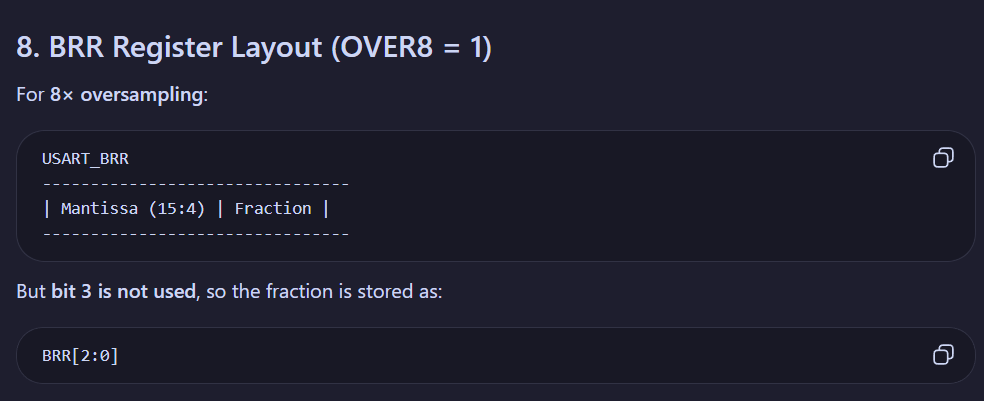 8. BRR Register Layout (OVER8 = 1)
For 8× oversampling:
USART_BRR
--------------------------------
| Mantissa (15:4) | Fraction |
--------------------------------
But bit 3 is not used, so the fraction is stored as:
BRR[2:0]